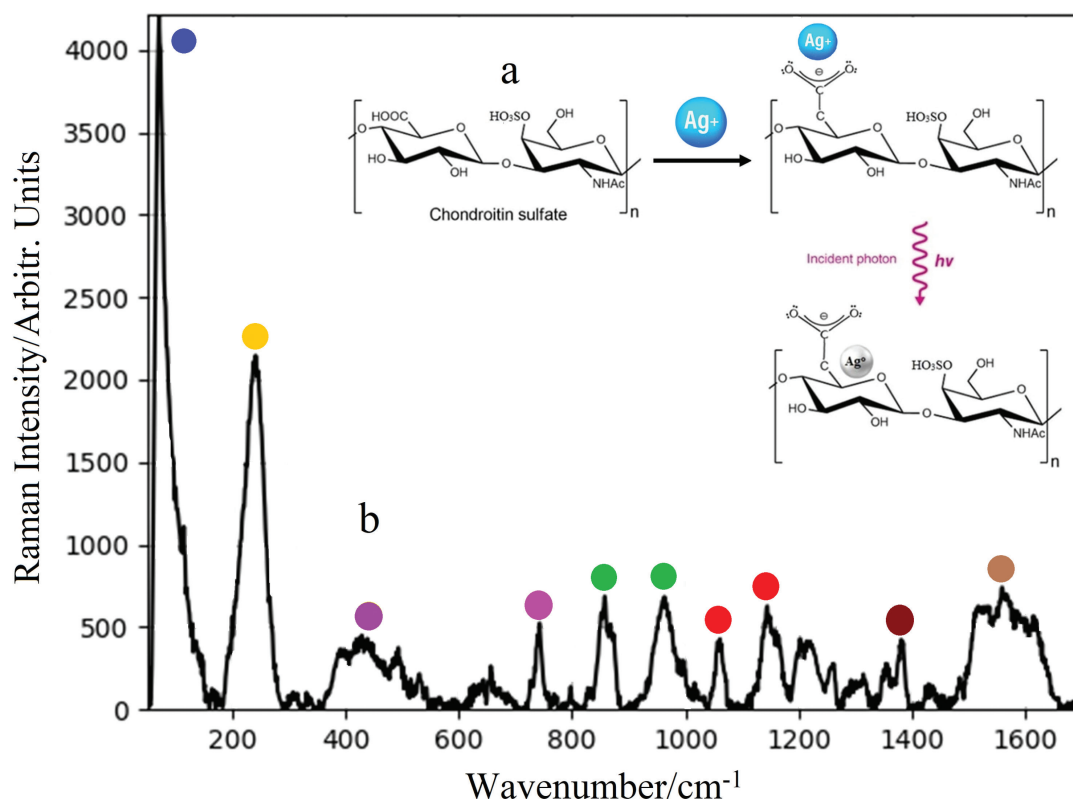 Raman Intensity/Arbitr. Units
4000
3500
3000
2500
2000
1500
1000
500
0
200
400
600
800
1000
1200
1400
1600
Wavenumber/cm-1
a
HOOC
O
HO
OH
O
HO3SO
OH
O
NHAc
n
Chondroitin sulfate
Ag+
Ag+
O
⊖
O
C
C
O
O
HO
OH
O
HO3SO
OH
O
NHAc
n
Incident photon
hν
O
⊖
O
C
C
Ag°
O
O
HO
OH
O
HO3SO
OH
O
NHAc
n
b